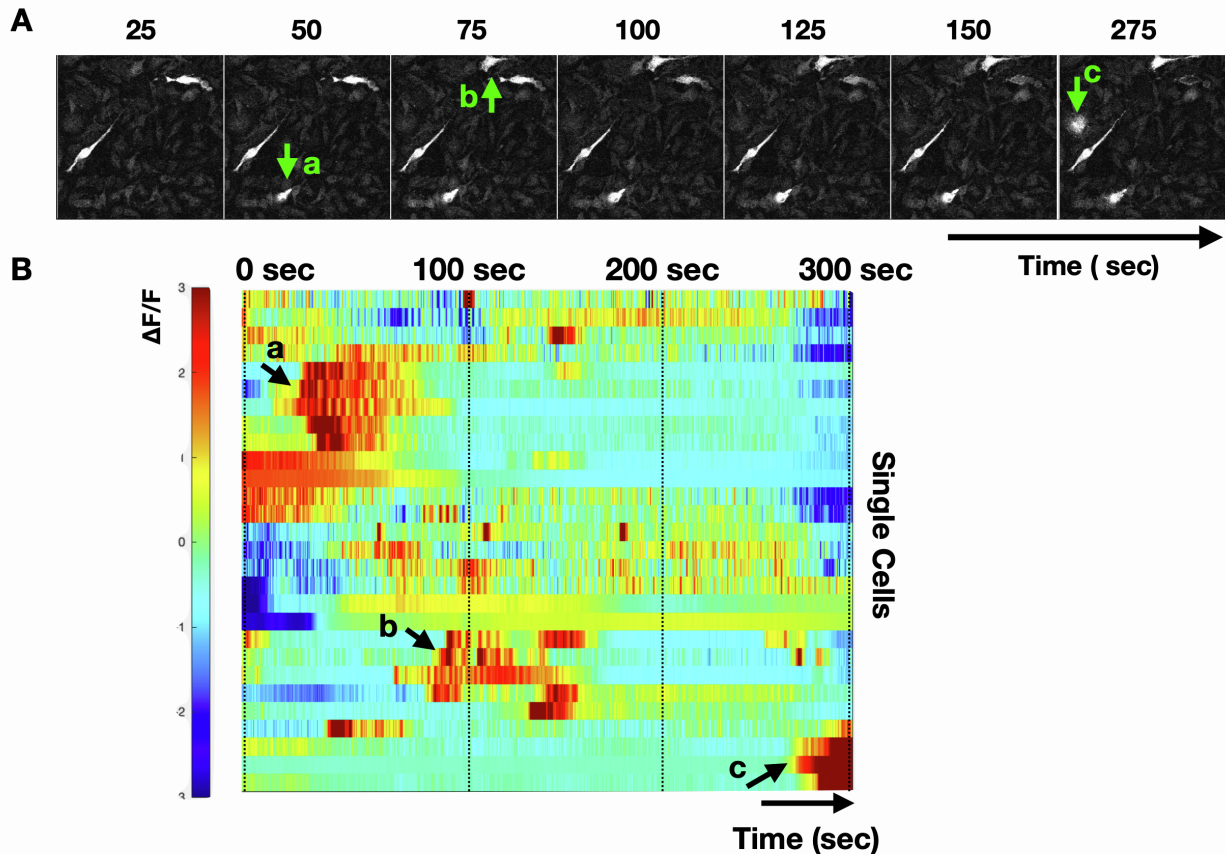 A
25 50 75 100 125 150 275
a
b
c
Time ( sec)
B
0 sec 100 sec 200 sec 300 sec
ΔF/F
3
2
1
0
-1
-2
3
a
b
c
Single Cells
Time (sec)